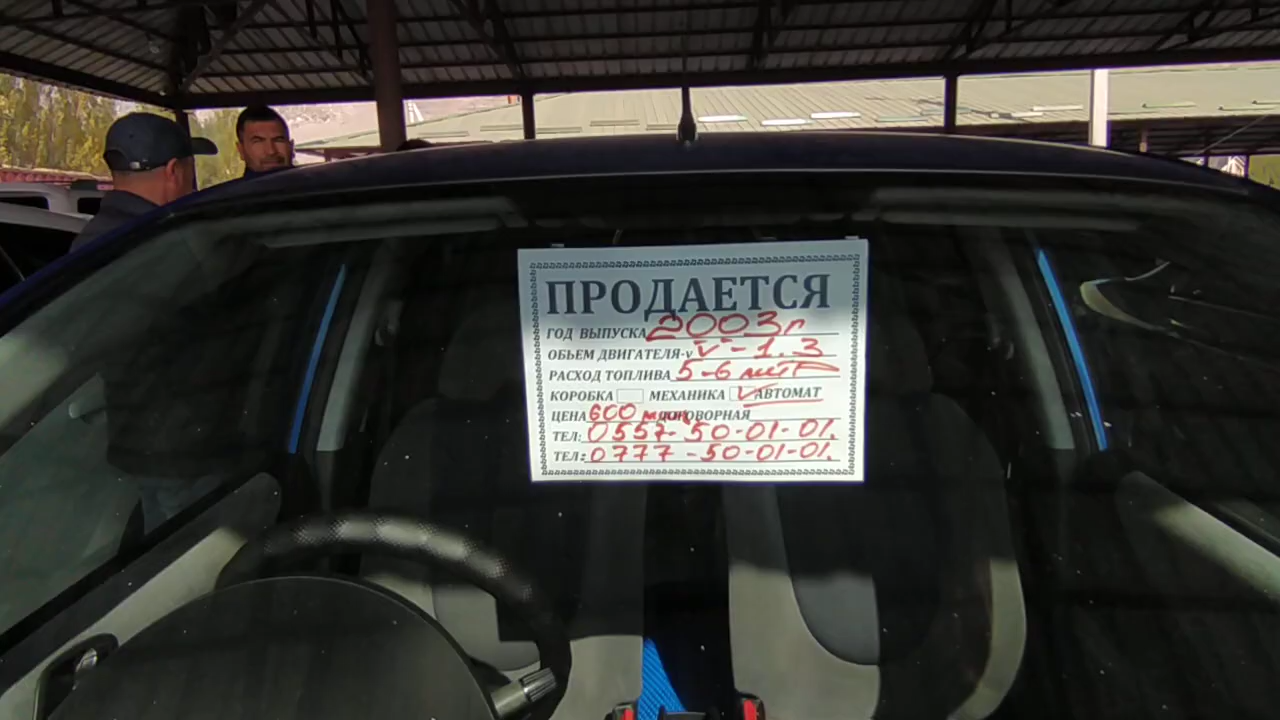 ПРОДАЕТСЯ
ГОД ВЫПУСКА 2003г
ОБЬЕМ ДВИГАТЕЛЯ-v V-1.3
РАСХОД ТОПЛИВА 5-6 лит
КОРОБКА МЕХАНИКА АВТОМАТ
ЦЕНА 600 ДОГОВОРНАЯ
ТЕЛ: 0557-50-01-01.
ТЕЛ: 0777-50-01-01.